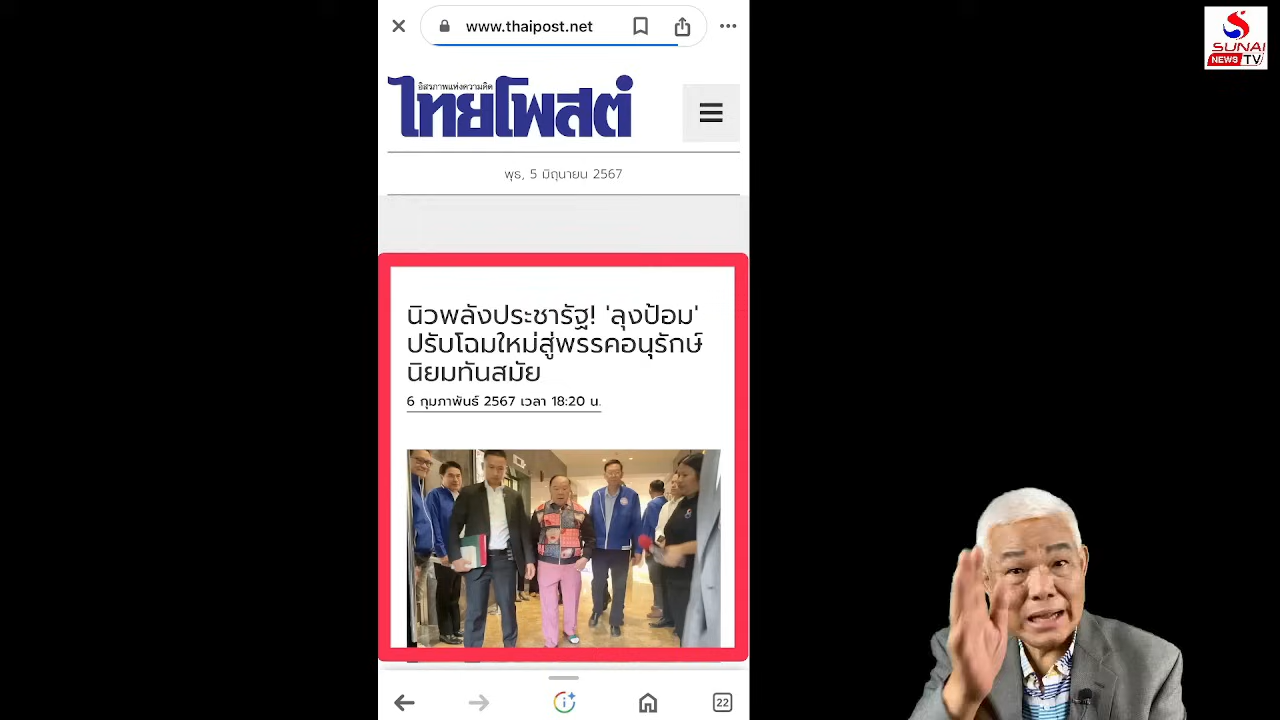 www.thaipost.net
SUNAI
NEWS TV
อิสรภาพแห่งความคิด
ไทยโพสต์
พุธ, 5 มิถุนายน 2567
นิวพลังประชารัฐ! 'ลุงป้อม'
ปรับโฉมใหม่สู่พรรคอนุรักษ์
นิยมทันสมัย
6 กุมภาพันธ์ 2567 เวลา 18:20 น.
22